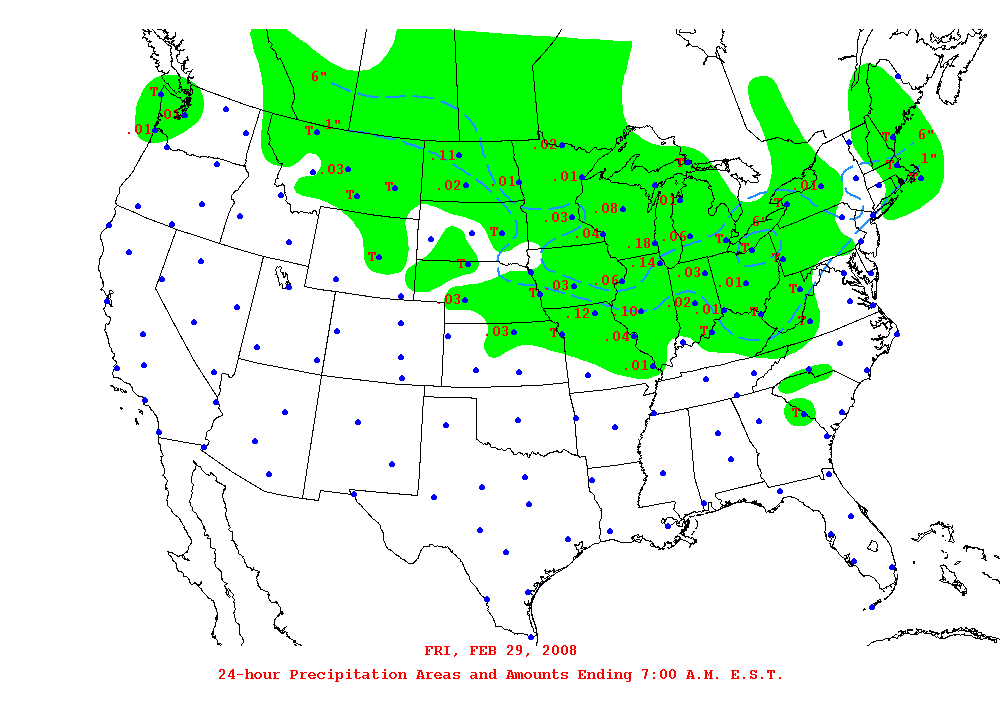 6"
T
.01
T 1"
6"
.02
T
1"
.11
T
.03
.01
.01
T
T
T
.02
.01
.01
T
.03
.08
6"
T
.04
.18
.06
T
T
T
T
.14
.03
.01
.03
T
.03
.06
T
.02
.01
T
.12
.10
T
.03
T
.04
T
.01
T
FRI, FEB 29, 2008
24-hour Precipitation Areas and Amounts Ending 7:00 A.M. E.S.T.